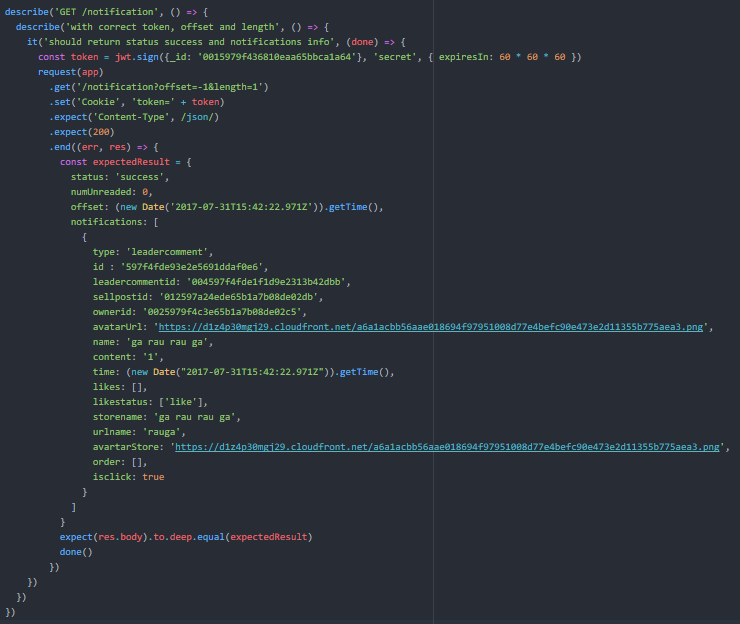 describe('GET /notification', () => {
describe('with correct token, offset and length', () => {
it('should return status success and notifications info', (done) => {
const token = jwt.sign({_id: '0015979f436810eaa65bbca1a64'}, 'secret', { expiresIn: 60 * 60 * 60 })
request(app)
.get('/notification?offset=-1&length=1')
.set('Cookie', 'token=' + token)
.expect('Content-Type', /json/)
.expect(200)
.end((err, res) => {
const expectedResult = {
status: 'success',
numUnreaded: 0,
offset: (new Date('2017-07-31T15:42:22.971Z')).getTime(),
notifications: [
{
type: 'leadercomment',
id : '597f4fde93e2e5691ddaf0e6',
leadercommentid: '004597f4fde1f1d9e2313b42dbb',
sellpostid: '012597a24ede65b1a7b08de02db',
ownerid: '0025979f4c3e65b1a7b08de02c5',
avatarUrl: 'https://d1z4p30mgj29.cloudfront.net/a6a1acbb56aae018694f97951008d77e4befc90e473e2d11355b775aea3.png',
name: 'ga rau rau ga',
content: '1',
time: (new Date("2017-07-31T15:42:22.971Z")).getTime(),
likes: [],
likestatus: ['like'],
storename: 'ga rau rau ga',
urlname: 'rauga',
avartarStore: 'https://d1z4p30mgj29.cloudfront.net/a6a1acbb56aae018694f97951008d77e4befc90e473e2d11355b775aea3.png',
order: [],
isclick: true
}
]
}
expect(res.body).to.deep.equal(expectedResult)
done()
})
})
})
})